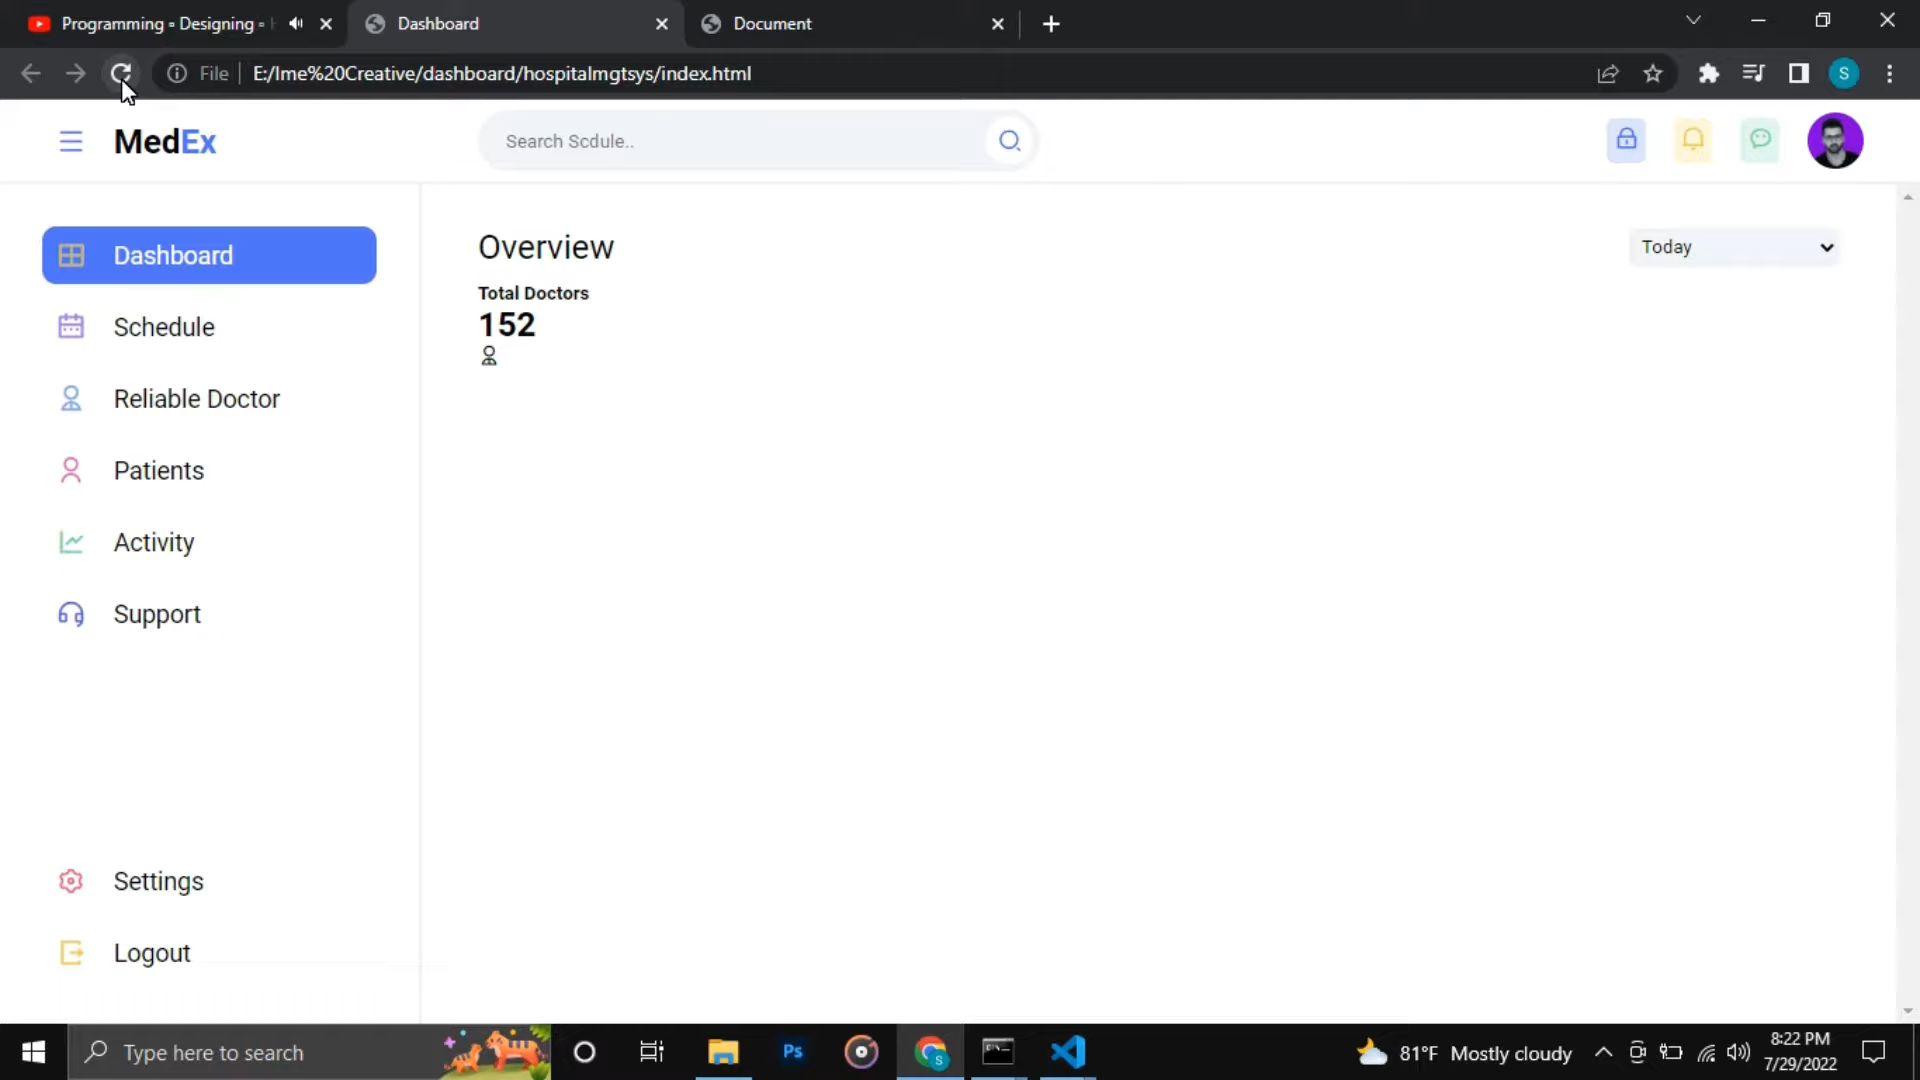 Programming ▫ Designing ▫
Dashboard
Document
File
E:/Ime%20Creative/dashboard/hospitalmgtsys/index.html
S
MedEx
Search Scdule..
Dashboard
Schedule
Reliable Doctor
Patients
Activity
Support
Settings
Logout
Overview
Today
Total Doctors
152
Type here to search
Ps
S
81°F Mostly cloudy
8:22 PM
7/29/2022